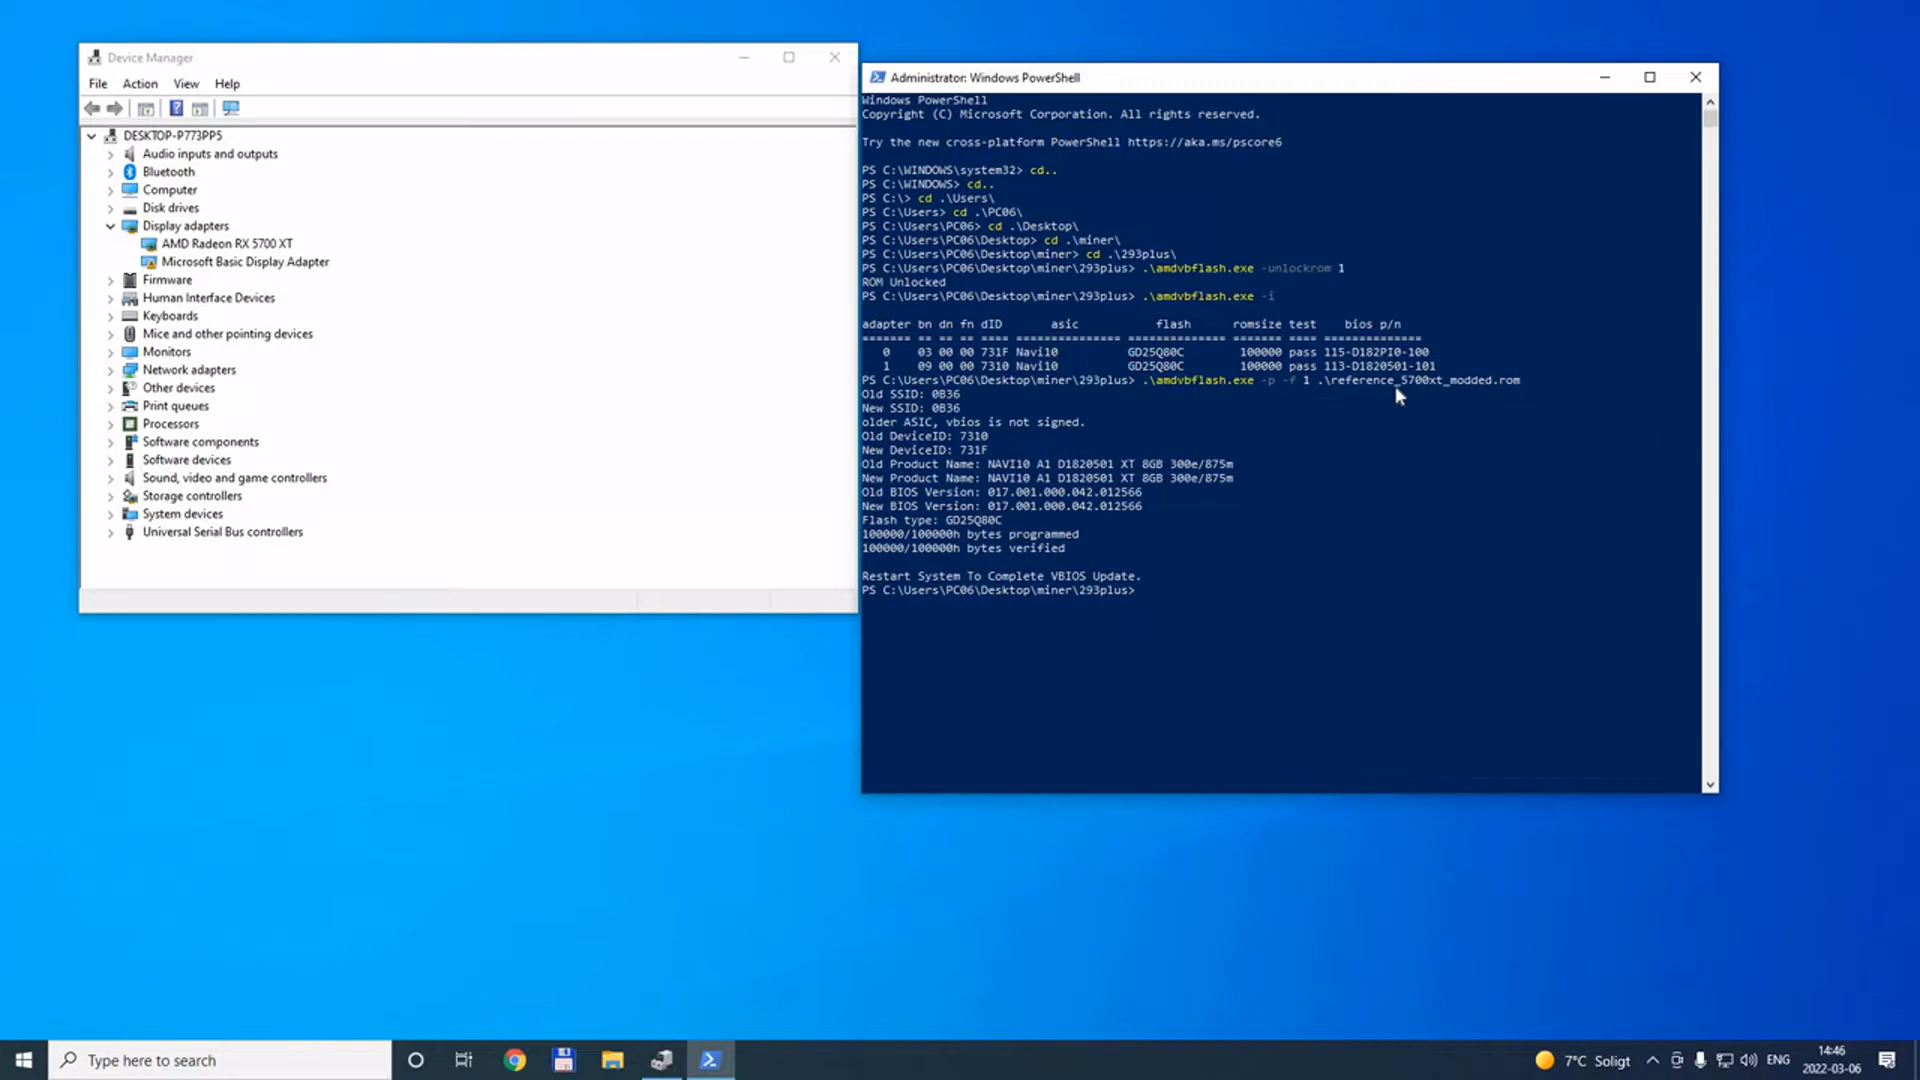 Device Manager
File Action View Help
DESKTOP-P773PP5
Audio inputs and outputs
Bluetooth
Computer
Disk drives
Display adapters
AMD Radeon RX 5700 XT
Microsoft Basic Display Adapter
Firmware
Human Interface Devices
Keyboards
Mice and other pointing devices
Monitors
Network adapters
Other devices
Print queues
Processors
Software components
Software devices
Sound, video and game controllers
Storage controllers
System devices
Universal Serial Bus controllers
Administrator: Windows PowerShell
Windows PowerShell
Copyright (C) Microsoft Corporation. All rights reserved.
Try the new cross-platform PowerShell https://aka.ms/pscore6
PS C:\WINDOWS\system32> cd..
PS C:\WINDOWS> cd..
PS C:\> cd .\Users\
PS C:\Users> cd .\PC06\
PS C:\Users\PC06> cd .\Desktop\
PS C:\Users\PC06\Desktop> cd .\miner\
PS C:\Users\PC06\Desktop\miner> cd .\293plus\
PS C:\Users\PC06\Desktop\miner\293plus> .\amdvbflash.exe -unlockrom 1
ROM Unlocked
PS C:\Users\PC06\Desktop\miner\293plus> .\amdvbflash.exe -i
adapter bn dn fn dID asic flash romsize test bios p/n
======= == == == ==== =============== ============== ======= ==== ==============
0 03 00 00 731F Navi10 GD25Q80C 100000 pass 115-D182PI0-100
1 09 00 00 7310 Navi10 GD25Q80C 100000 pass 113-D1820501-101
PS C:\Users\PC06\Desktop\miner\293plus> .\amdvbflash.exe -p -f 1 .\reference_5700xt_modded.rom
Old SSID: 0B36
New SSID: 0B36
older ASIC, vbios is not signed.
Old DeviceID: 7310
New DeviceID: 731F
Old Product Name: NAVI10 A1 D1820501 XT 8GB 300e/875m
New Product Name: NAVI10 A1 D1820501 XT 8GB 300e/875m
Old BIOS Version: 017.001.000.042.012566
New BIOS Version: 017.001.000.042.012566
Flash type: GD25Q80C
100000/100000h bytes programmed
100000/100000h bytes verified
Restart System To Complete VBIOS Update.
PS C:\Users\PC06\Desktop\miner\293plus>
Type here to search
7°C Soligt
ENG
14:46
2022-03-06